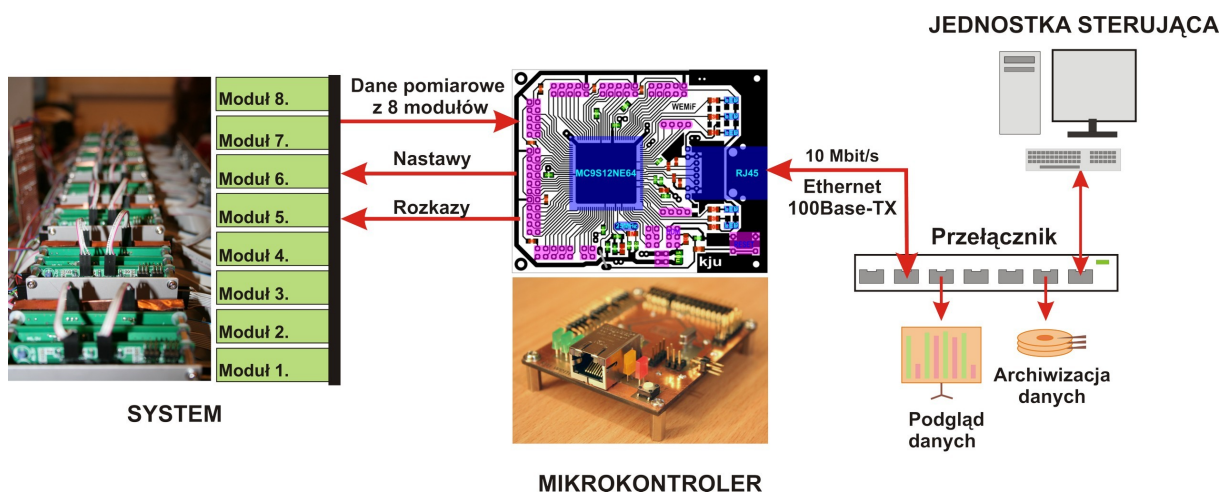 JEDNOSTKA STERUJĄCA
Moduł 8.
Moduł 7.
Moduł 6.
Moduł 5.
Moduł 4.
Moduł 3.
Moduł 2.
Moduł 1.
SYSTEM
Dane pomiarowe
z 8 modułów
Nastawy
Rozkazy
WEMiF
MC9S12NE64
RJ45
kju
MIKROKONTROLER
10 Mbit/s
Ethernet
100Base-TX
Przełącznik
Podgląd
danych
Archiwizacja
danych